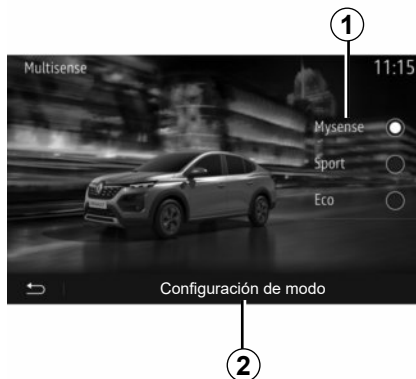 1
Multisense 11:15
Mysense
Sport
Eco
Configuración de modo
2